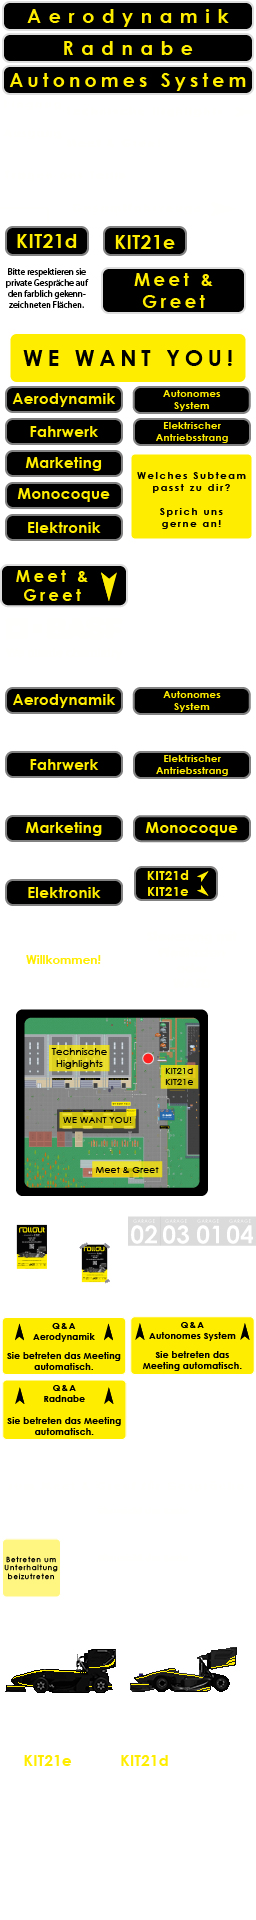 Aerodynamik
Radnabe
Autonomes System
KIT21d
KIT21e
Bitte respektieren sie
private Gespräche auf
den farblich gekenn-
zeichneten Flächen.
Meet &
Greet
WE WANT YOU!
Aerodynamik
Autonomes
System
Fahrwerk
Elektrischer
Antriebsstrang
Marketing
Monocoque
Elektronik
Welches Subteam
passt zu dir?
Sprich uns
gerne an!
Meet &
Greet
Aerodynamik
Autonomes
System
Fahrwerk
Elektrischer
Antriebsstrang
Marketing
Monocoque
Elektronik
KIT21d
KIT21e
Willkommen!
Technische
Highlights
KIT21d
KIT21e
WE WANT YOU!
Meet & Greet
rollout
rollout
02 03 01 04
Q&A
Aerodynamik
Sie betreten das Meeting
automatisch.
Q&A
Autonomes System
Sie betreten das
Meeting automatisch.
Q&A
Radnabe
Sie betreten das Meeting
automatisch.
Betreten um
Unterhaltung
beizutreten
KIT21e
KIT21d